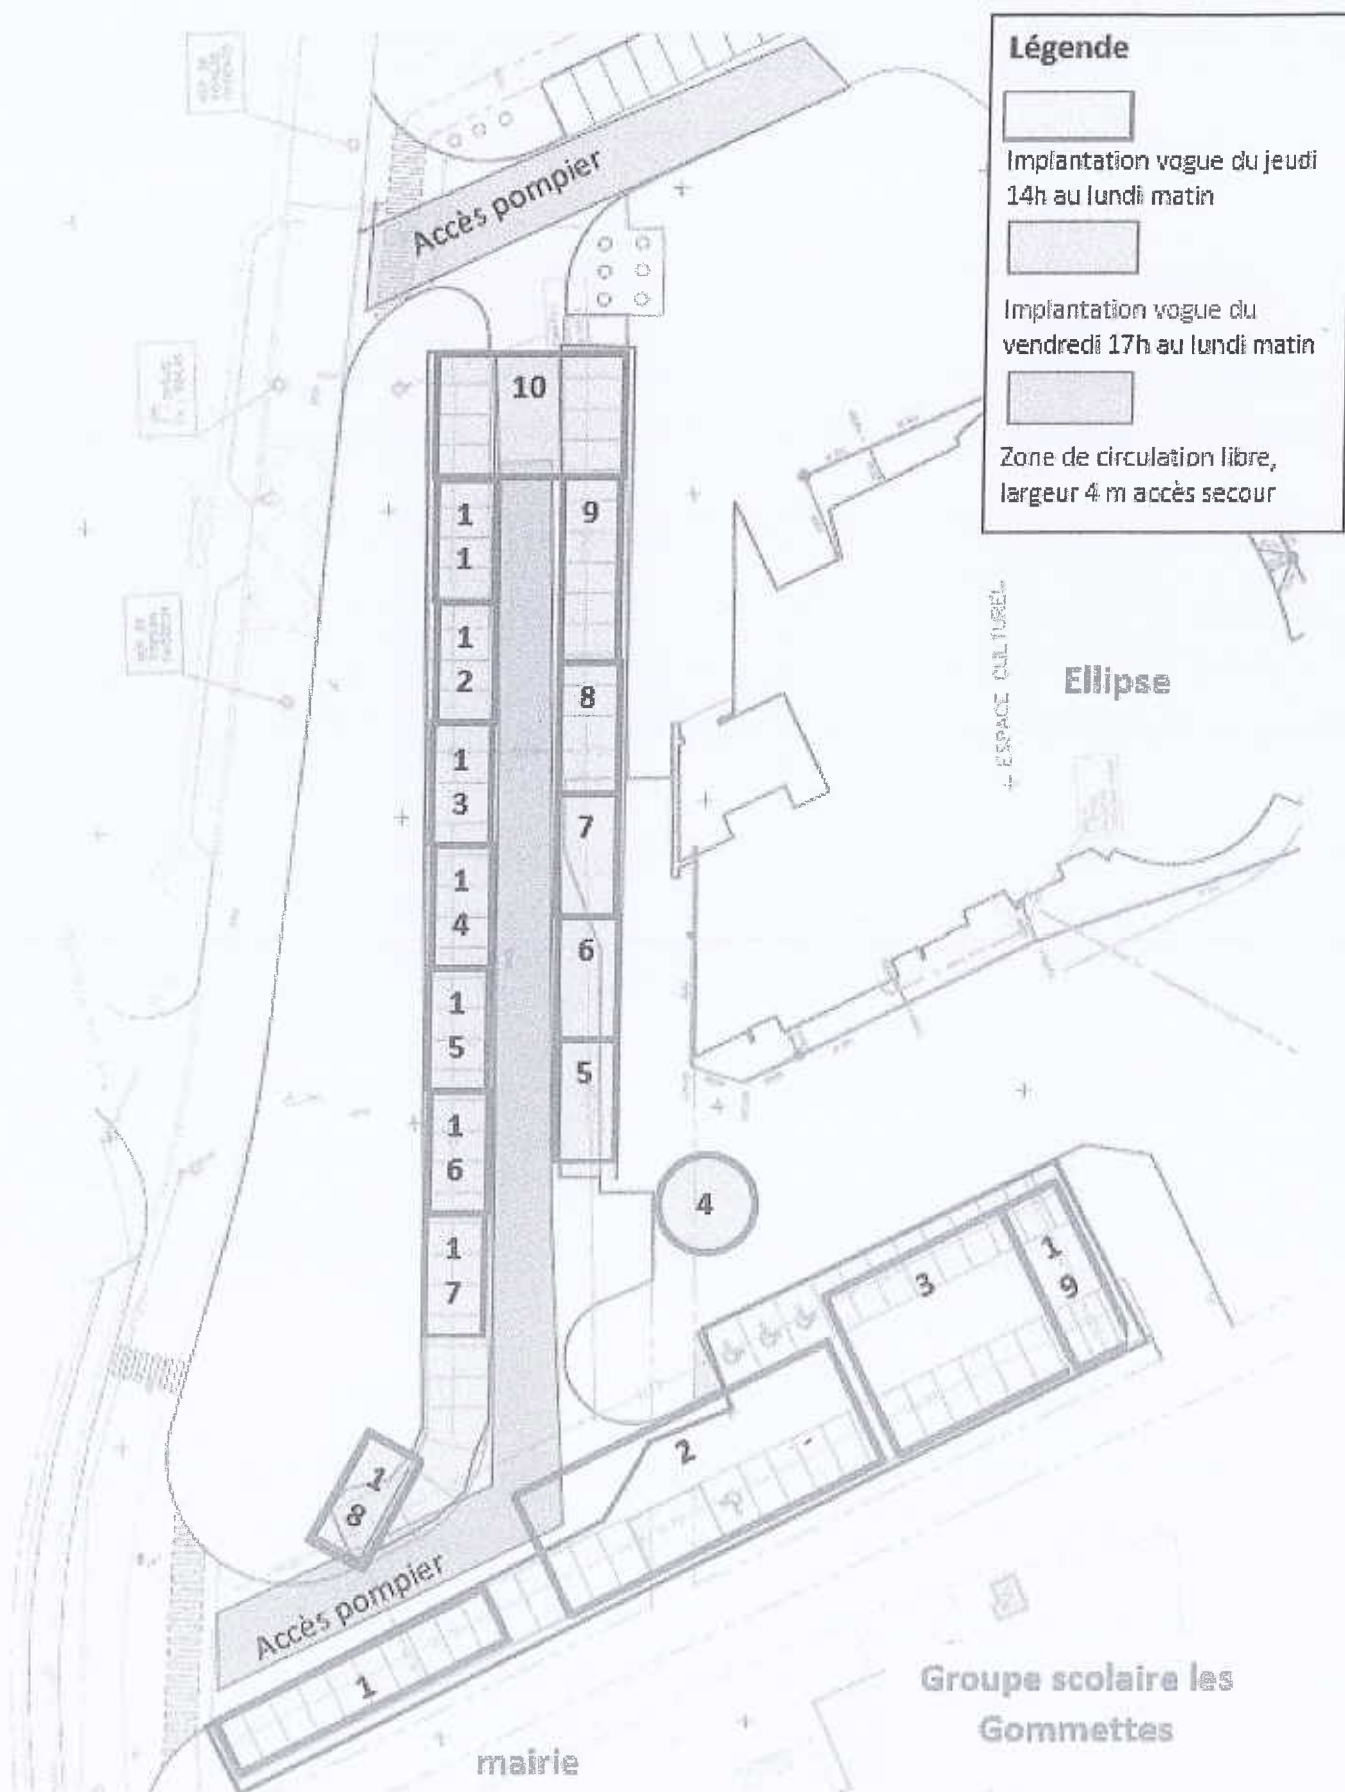 Légende
Implantation vogue du jeudi
14h au lundi matin
Implantation vogue du
vendredi 17h au lundi matin
Zone de circulation libre,
largeur 4 m accès secour
Accès pompier
10
1
1
9
1
2
8
1
3
7
1
4
6
1
5
5
1
6
4
1
7
3
1
9
2
1
8
Accès pompier
1
ESPACE CULTUREL
Ellipse
Groupe scolaire les
Gommettes
mairie